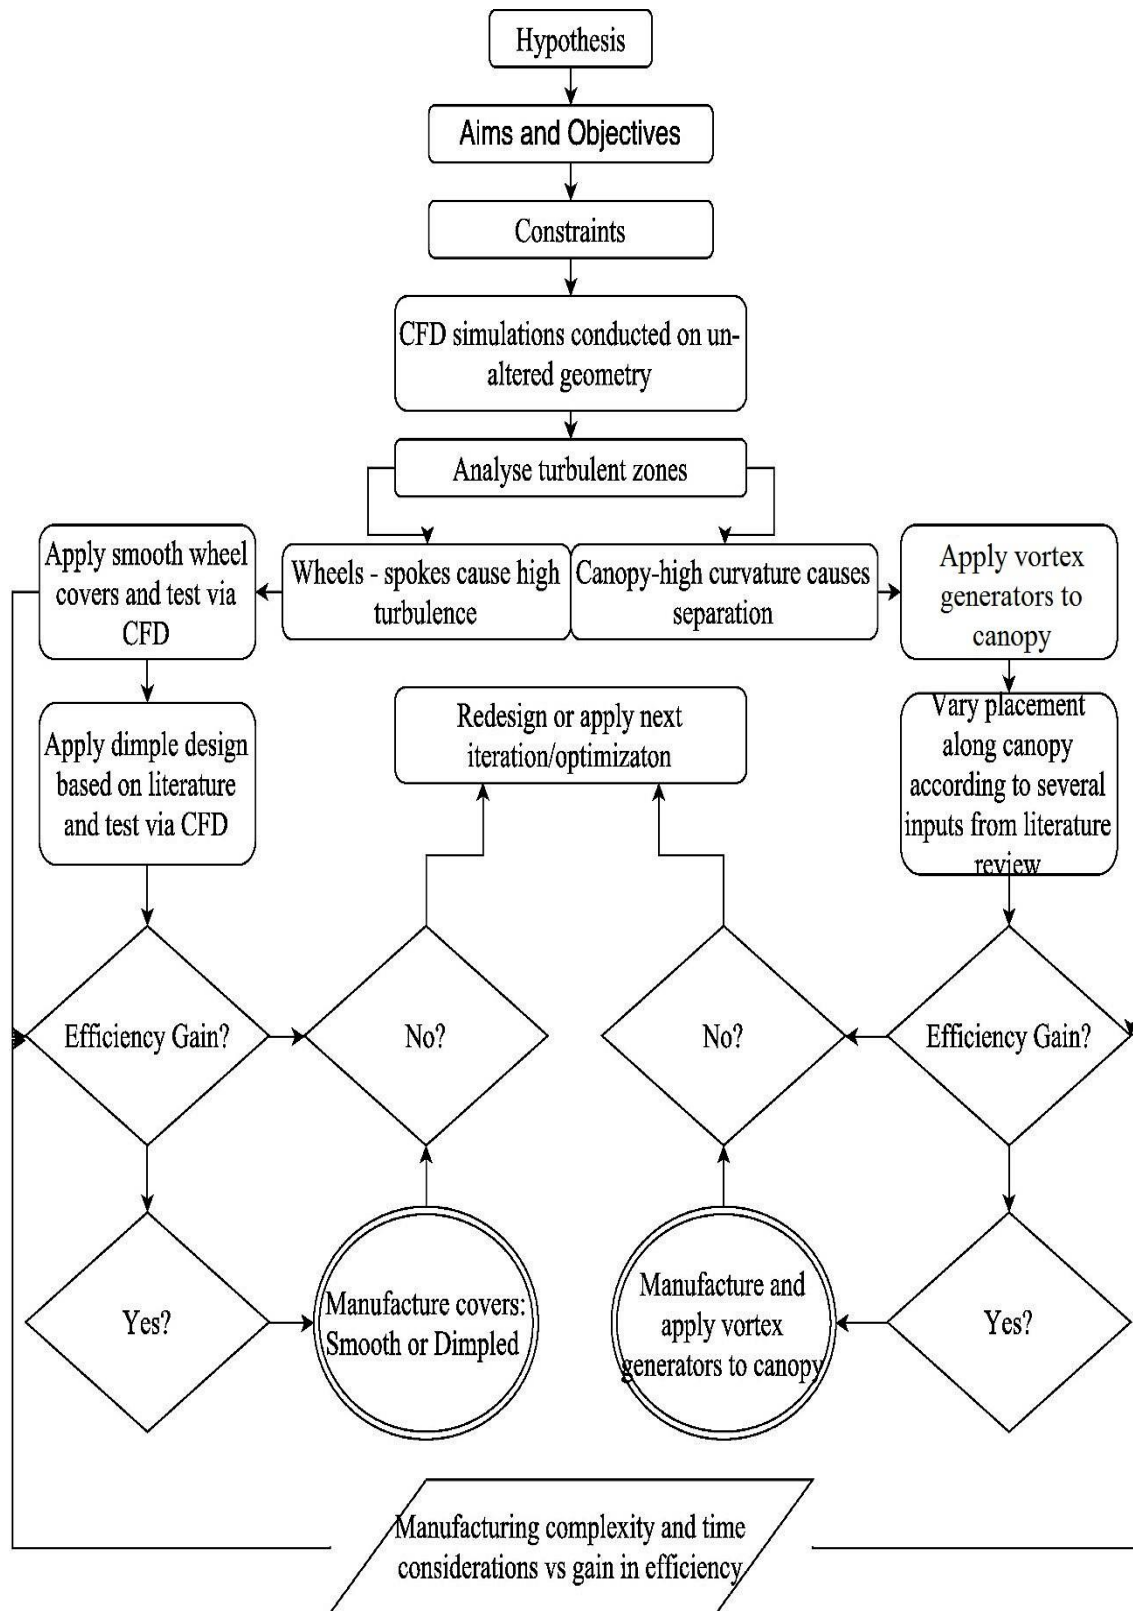 Hypothesis
Aims and Objectives
Constraints
CFD simulations conducted on un-
altered geometry
Analyse turbulent zones
Apply smooth wheel
covers and test via
CFD
Wheels - spokes cause high
turbulence
Canopy-high curvature causes
separation
Apply vortex
generators to
canopy
Apply dimple design
based on literature
and test via CFD
Redesign or apply next
iteration/optimizaton
Vary placement
along canopy
according to several
inputs from literature
review
Efficiency Gain?
No?
No?
Efficiency Gain?
Yes?
Manufacture covers:
Smooth or Dimpled
Manufacture and
apply vortex
generators to canopy
Yes?
Manufacturing complexity and time
considerations vs gain in efficiency